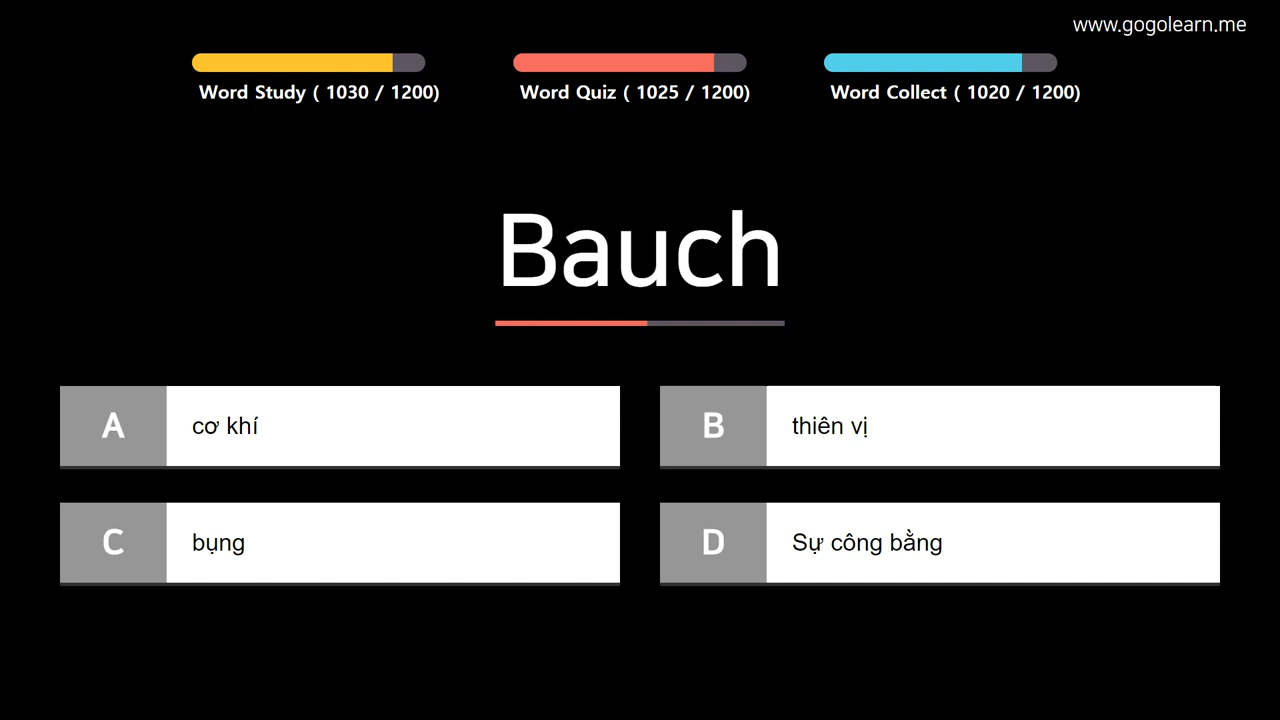 www.gogolearn.me
Word Study ( 1030 / 1200)
Word Quiz ( 1025 / 1200)
Word Collect ( 1020 / 1200)
Bauch
A cơ khí
B thiên vị
C bụng
D Sự công bằng